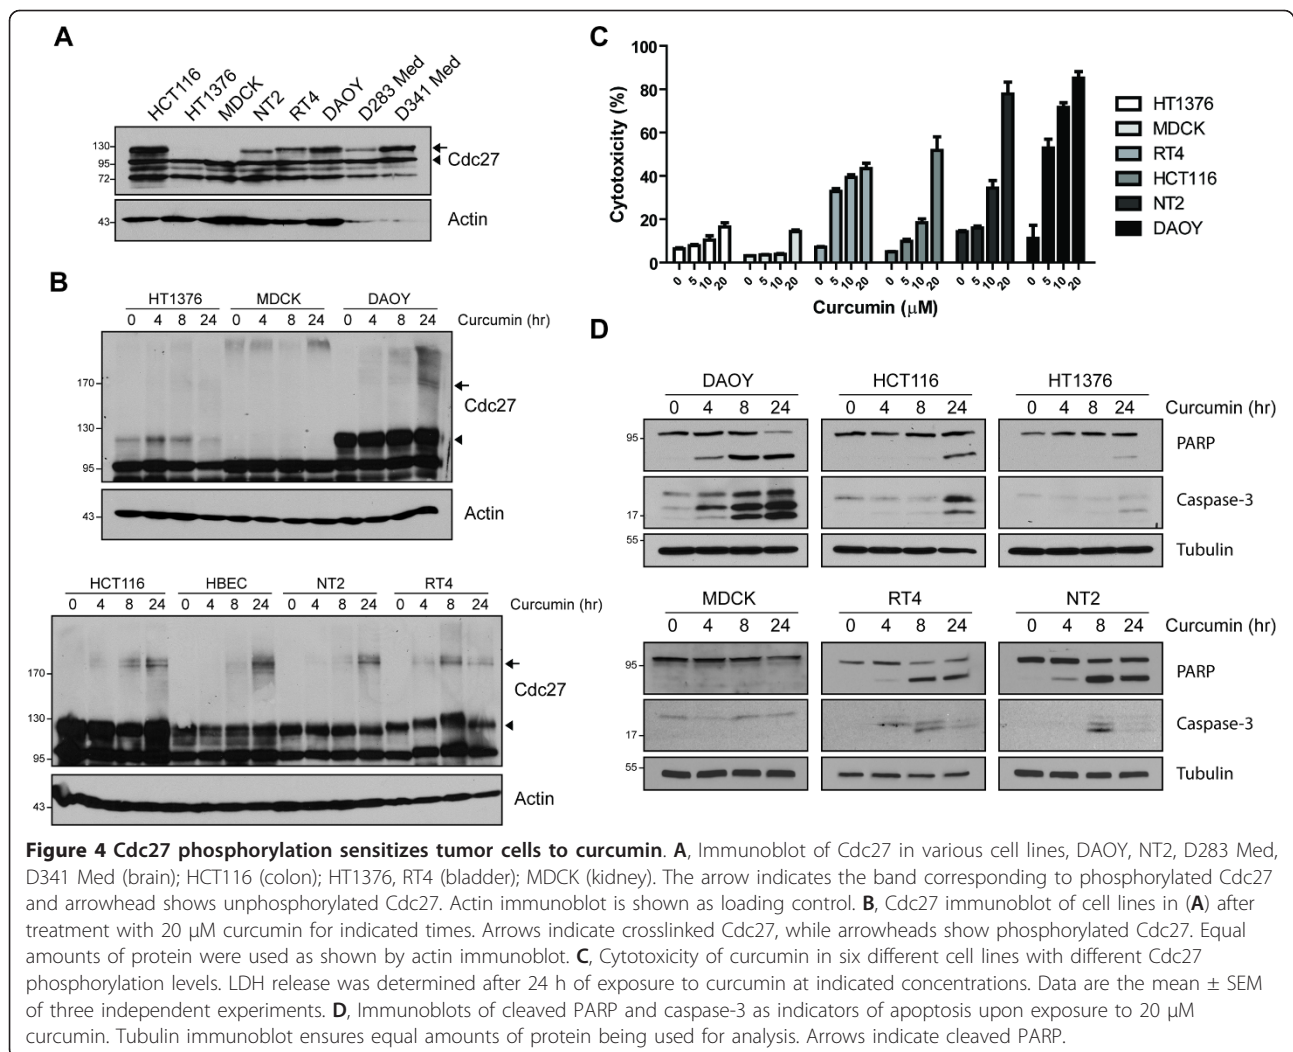 A
HCT116 HT1376 MDCK NT2 RT4 DAOY D283 Med D341 Med
130
95
72
Cdc27
43
Actin
B
HT1376 MDCK DAOY
0 4 8 24 0 4 8 24 0 4 8 24 Curcumin (hr)
170
130
95
Cdc27
43
Actin
HCT116 HBEC NT2 RT4
0 4 8 24 0 4 8 24 0 4 8 24 0 4 8 24 Curcumin (hr)
170
130
95
Cdc27
43
Actin
C
Cytotoxicity (%)
100
80
60
40
20
0
0 5 10 20 0 5 10 20 0 5 10 20 0 5 10 20 0 5 10 20 0 5 10 20
Curcumin (μM)
HT1376
MDCK
RT4
HCT116
NT2
DAOY
D
DAOY HCT116 HT1376
0 4 8 24 0 4 8 24 0 4 8 24 Curcumin (hr)
95
PARP
17
Caspase-3
55
Tubulin
MDCK RT4 NT2
0 4 8 24 0 4 8 24 0 4 8 24 Curcumin (hr)
95
PARP
17
Caspase-3
55
Tubulin
Figure 4 Cdc27 phosphorylation sensitizes tumor cells to curcumin. A, Immunoblot of Cdc27 in various cell lines, DAOY, NT2, D283 Med,
D341 Med (brain); HCT116 (colon); HT1376, RT4 (bladder); MDCK (kidney). The arrow indicates the band corresponding to phosphorylated Cdc27
and arrowhead shows unphosphorylated Cdc27. Actin immunoblot is shown as loading control. B, Cdc27 immunoblot of cell lines in (A) after
treatment with 20 μM curcumin for indicated times. Arrows indicate crosslinked Cdc27, while arrowheads show phosphorylated Cdc27. Equal
amounts of protein were used as shown by actin immunoblot. C, Cytotoxicity of curcumin in six different cell lines with different Cdc27
phosphorylation levels. LDH release was determined after 24 h of exposure to curcumin at indicated concentrations. Data are the mean ± SEM
of three independent experiments. D, Immunoblots of cleaved PARP and caspase-3 as indicators of apoptosis upon exposure to 20 μM
curcumin. Tubulin immunoblot ensures equal amounts of protein being used for analysis. Arrows indicate cleaved PARP.